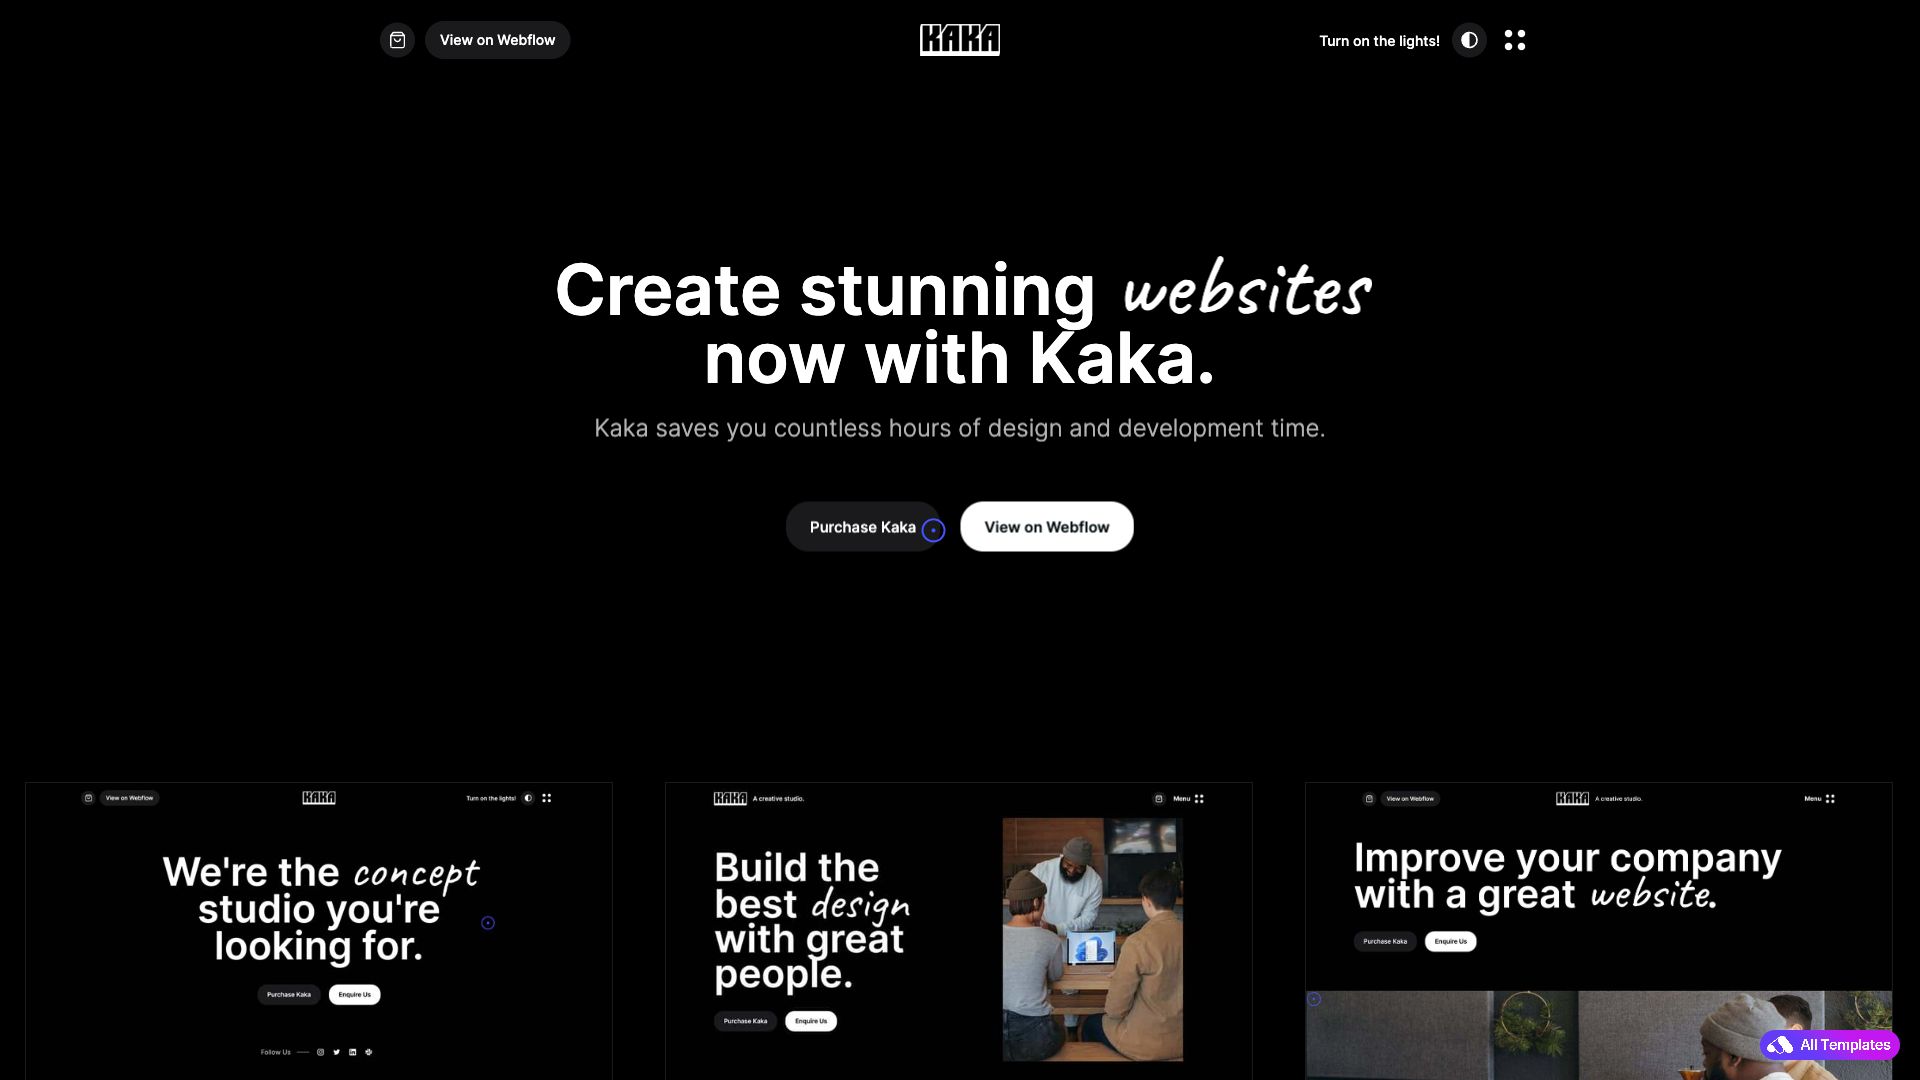 View on Webflow
KAKA
Turn on the lights!
Create stunning websites
now with Kaka.
Kaka saves you countless hours of design and development time.
Purchase Kaka
View on Webflow
View on Webflow
KAKA
Turn on the lights!
We're the concept
studio you're
looking for.
Purchase Kaka
Enquire Us
Follow Us
KAKA
A creative studio.
Menu
Build the
best design
with great
people.
Purchase Kaka
Enquire Us
View on Webflow
KAKA
A creative studio.
Menu
Improve your company
with a great website.
Purchase Kaka
Enquire Us
All Templates